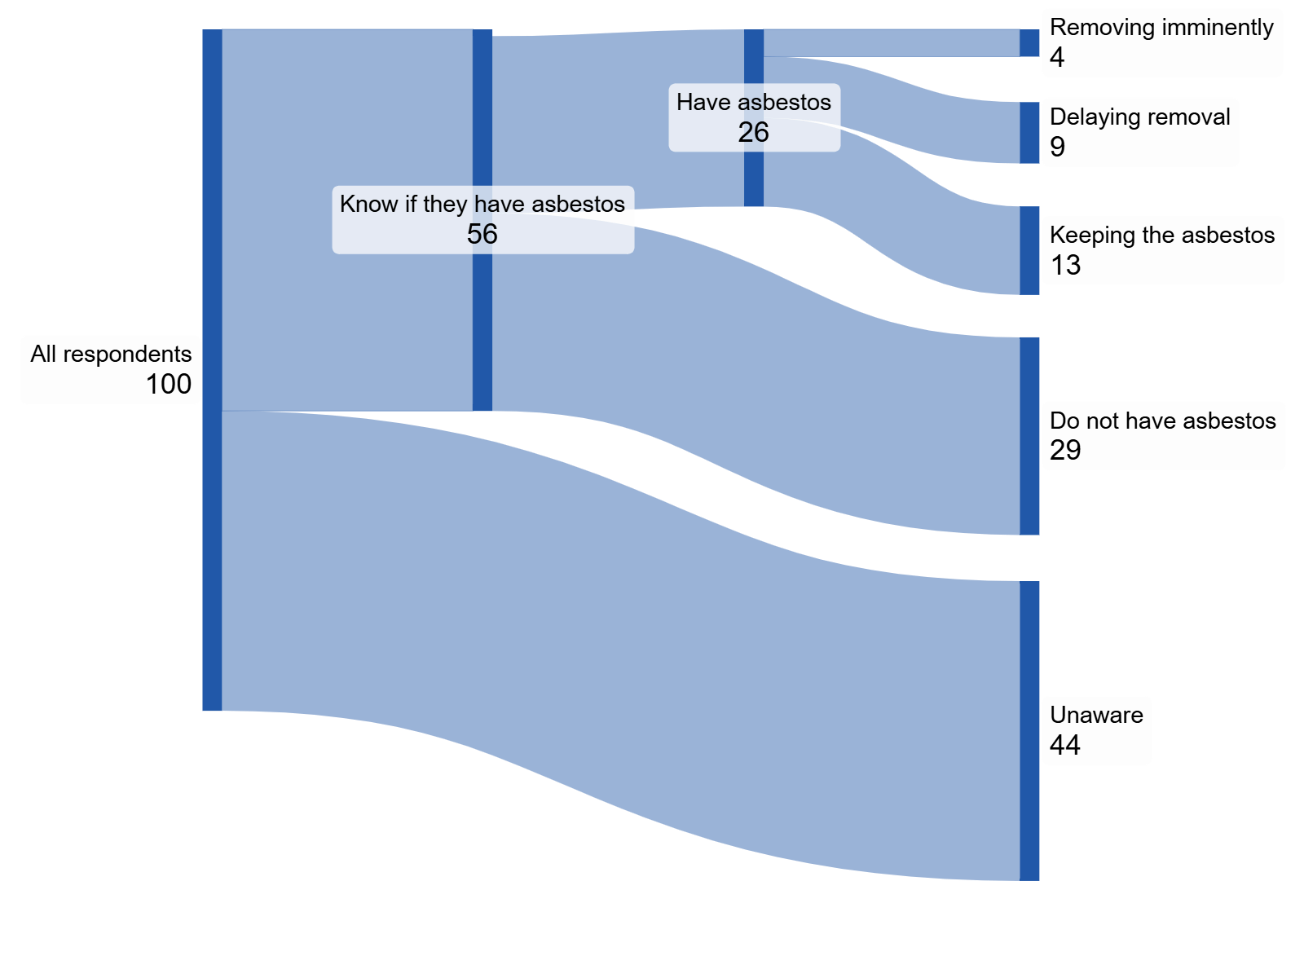 All respondents
100
Know if they have asbestos
56
Have asbestos
26
Removing imminently
4
Delaying removal
9
Keeping the asbestos
13
Do not have asbestos
29
Unaware
44